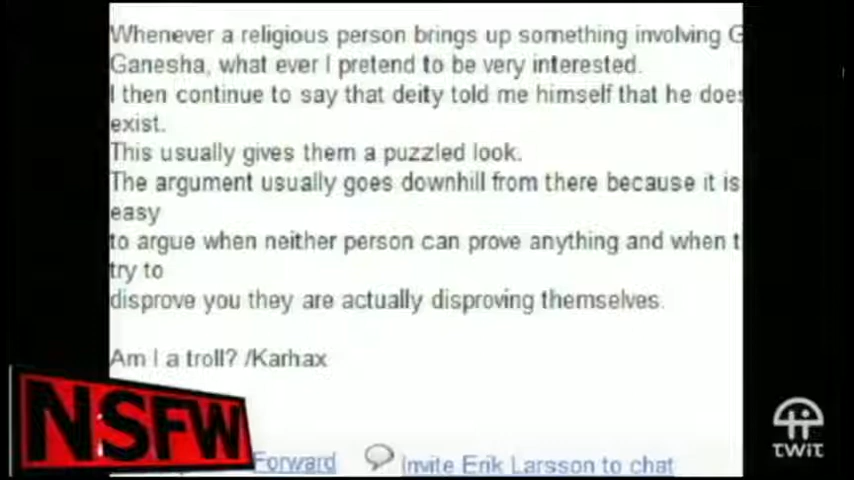 Whenever a religious person brings up something involving G
Ganesha, what ever I pretend to be very interested.
I then continue to say that deity told me himself that he does
exist.
This usually gives them a puzzled look.
The argument usually goes downhill from there because it is
easy
to argue when neither person can prove anything and when t
try to
disprove you they are actually disproving themselves.
Am I a troll? /Karhax
NSFW
Forward
Invite Erik Larsson to chat
TWiT